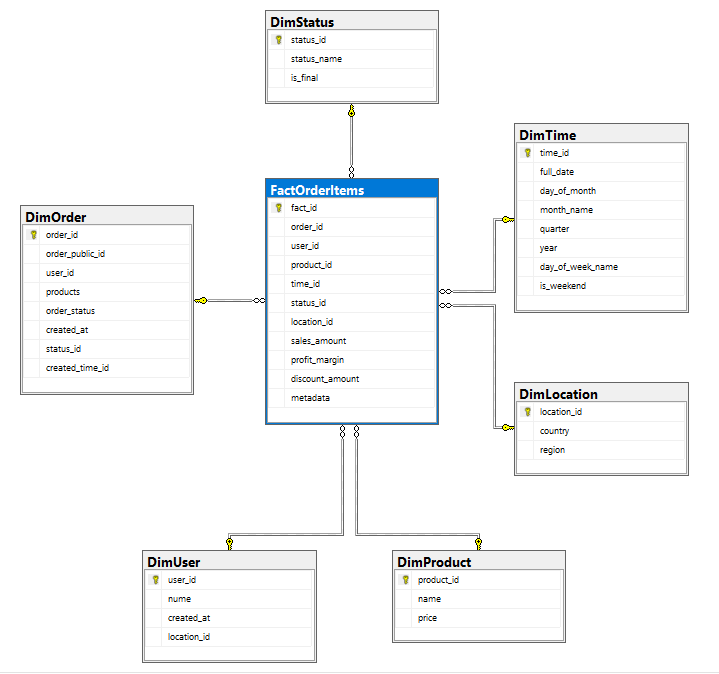 DimStatus
status_id
status_name
is_final
DimTime
time_id
full_date
day_of_month
month_name
quarter
year
day_of_week_name
is_weekend
FactOrderItems
fact_id
order_id
user_id
product_id
time_id
status_id
location_id
sales_amount
profit_margin
discount_amount
metadata
DimOrder
order_id
order_public_id
user_id
products
order_status
created_at
status_id
created_time_id
DimLocation
location_id
country
region
DimUser
user_id
nume
created_at
location_id
DimProduct
product_id
name
price